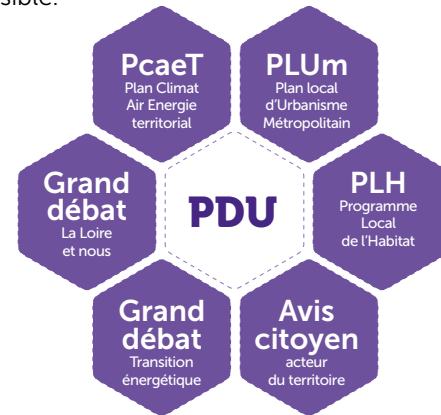 PcaeT
Plan Climat
Air Energie
territorial
PLUm
Plan local
d'Urbanisme
Métropolitain
Grand
débat
La Loire
et nous
PDU
PLH
Programme
Local
de l'Habitat
Grand
débat
Transition
énergétique
Avis
citoyen
acteur
du territoire